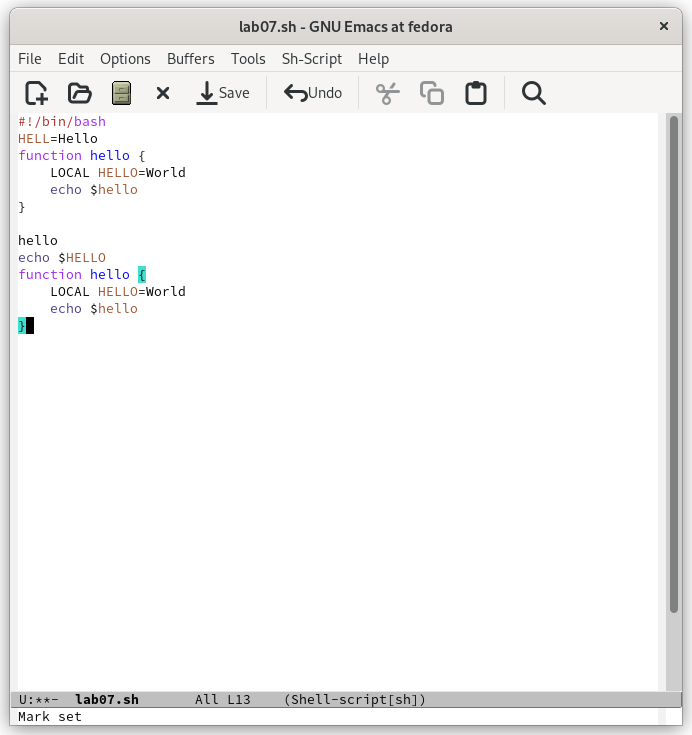 lab07.sh - GNU Emacs at fedora
File Edit Options Buffers Tools Sh-Script Help
Save Undo
#!/bin/bash
HELL=Hello
function hello {
    LOCAL HELLO=World
    echo $hello
}
hello
echo $HELLO
function hello {
    LOCAL HELLO=World
    echo $hello
}
U:**-  lab07.sh       All L13    (Shell-script[sh])
Mark set